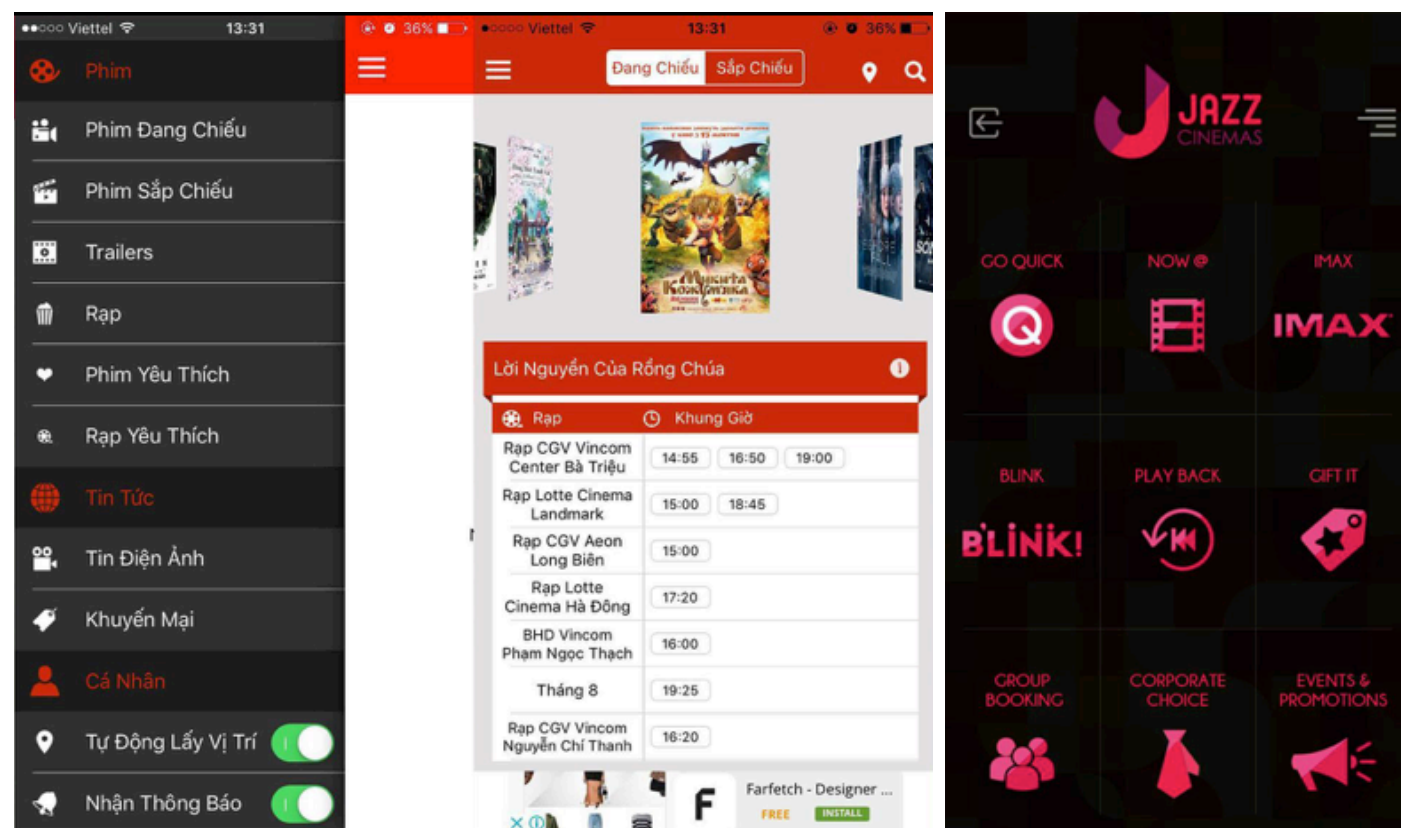 Viettel 13:31
Phim
Phim Đang Chiếu
Phim Sắp Chiếu
Trailers
Rạp
Phim Yêu Thích
Rạp Yêu Thích
Tin Tức
Tin Điện Ảnh
Khuyến Mại
Cá Nhân
Tự Động Lấy Vị Trí
Nhận Thông Báo
36%
Viettel 13:31 36%
Đang Chiếu Sắp Chiếu
Микита
Кожум'яка
Lời Nguyền Của Rồng Chúa
Rạp Khung Giờ
Rạp CGV Vincom
Center Bà Triệu
14:55 16:50 19:00
Rạp Lotte Cinema
Landmark
15:00 18:45
Rạp CGV Aeon
Long Biên
15:00
Rạp Lotte
Cinema Hà Đông
17:20
BHD Vincom
Phạm Ngọc Thạch
16:00
Tháng 8
19:25
Rạp CGV Vincom
Nguyễn Chí Thanh
16:20
F
Farfetch - Designer ...
FREE INSTALL
JAZZ
CINEMAS
GO QUICK
Q
NOW @
IMAX
IMAX
BLINK
B'LINK!
PLAY BACK
GIFT IT
GROUP
BOOKING
CORPORATE
CHOICE
EVENTS &
PROMOTIONS